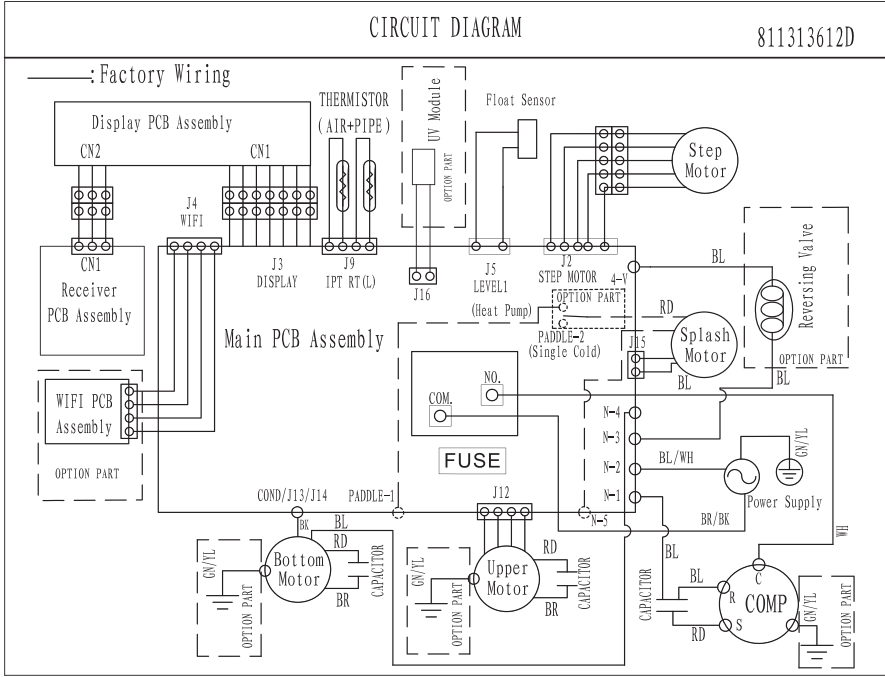 CIRCUIT DIAGRAM
811313612D
: Factory Wiring
Display PCB Assembly
CN2
CN1
THERMISTOR
(AIR+PIPE)
UV Module
OPTION PART
Float Sensor
Step
Motor
J4
WIFI
CN1
Receiver
PCB Assembly
J3
DISPLAY
J9
IPT RT(L)
J16
J5
LEVEL1
J2
STEP MOTOR
4-V
BL
Reversing Valve
OPTION PART
BL
Main PCB Assembly
(Heat Pump)
OPTION PART
PADDLE-2
(Single Cold)
RD
Splash
Motor
J15
BL
WIFI PCB
Assembly
OPTION PART
COM.
NO.
FUSE
N-4
N-3
N-2
N-1
N-5
BL/WH
GN/YL
Power Supply
BR/BK
WH
COND/J13/J14
PADDLE-1
J12
BK
BL
RD
Bottom
Motor
BR
CAPACITOR
GN/YL
OPTION PART
GN/YL
OPTION PART
Upper
Motor
RD
BR
CAPACITOR
BL
CAPACITOR
BL
RD
C
R
S
COMP
GN/YL
OPTION PART